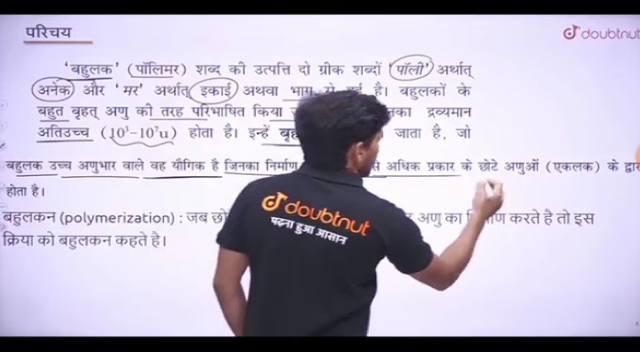 परिचय
doubtnut
'बहुलक' (पॉलिमर) शब्द की उत्पत्ति दो ग्रीक शब्दों 'पॉली' अर्थात्
अनेक और 'मर' अर्थात् इकाई अथवा भाग से हुई है। बहुलकों के
बहुत बृहत् अणु की तरह परिभाषित किया द्रव्यमान
अतिउच्च (10³–10⁷u) होता है। इन्हें जाता है, जो
बहुलक उच्च अणुभार वाले वह यौगिक है जिनका निर्माण अधिक प्रकार के छोटे अणुओं (एकलक) के
होता है।
बहुलकन (polymerization) : जब अणु का करते है तो इस
क्रिया को बहुलकन कहते है।
doubtnut
पढ़ना हुआ आसान